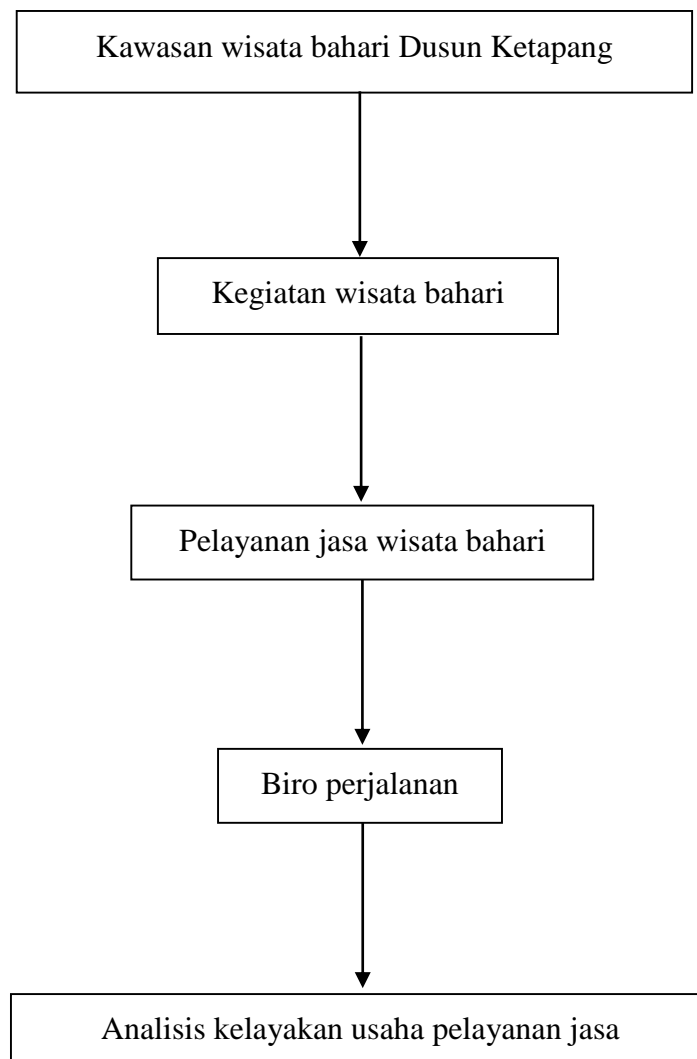 Kawasan wisata bahari Dusun Ketapang
Kegiatan wisata bahari
Pelayanan jasa wisata bahari
Biro perjalanan
Analisis kelayakan usaha pelayanan jasa